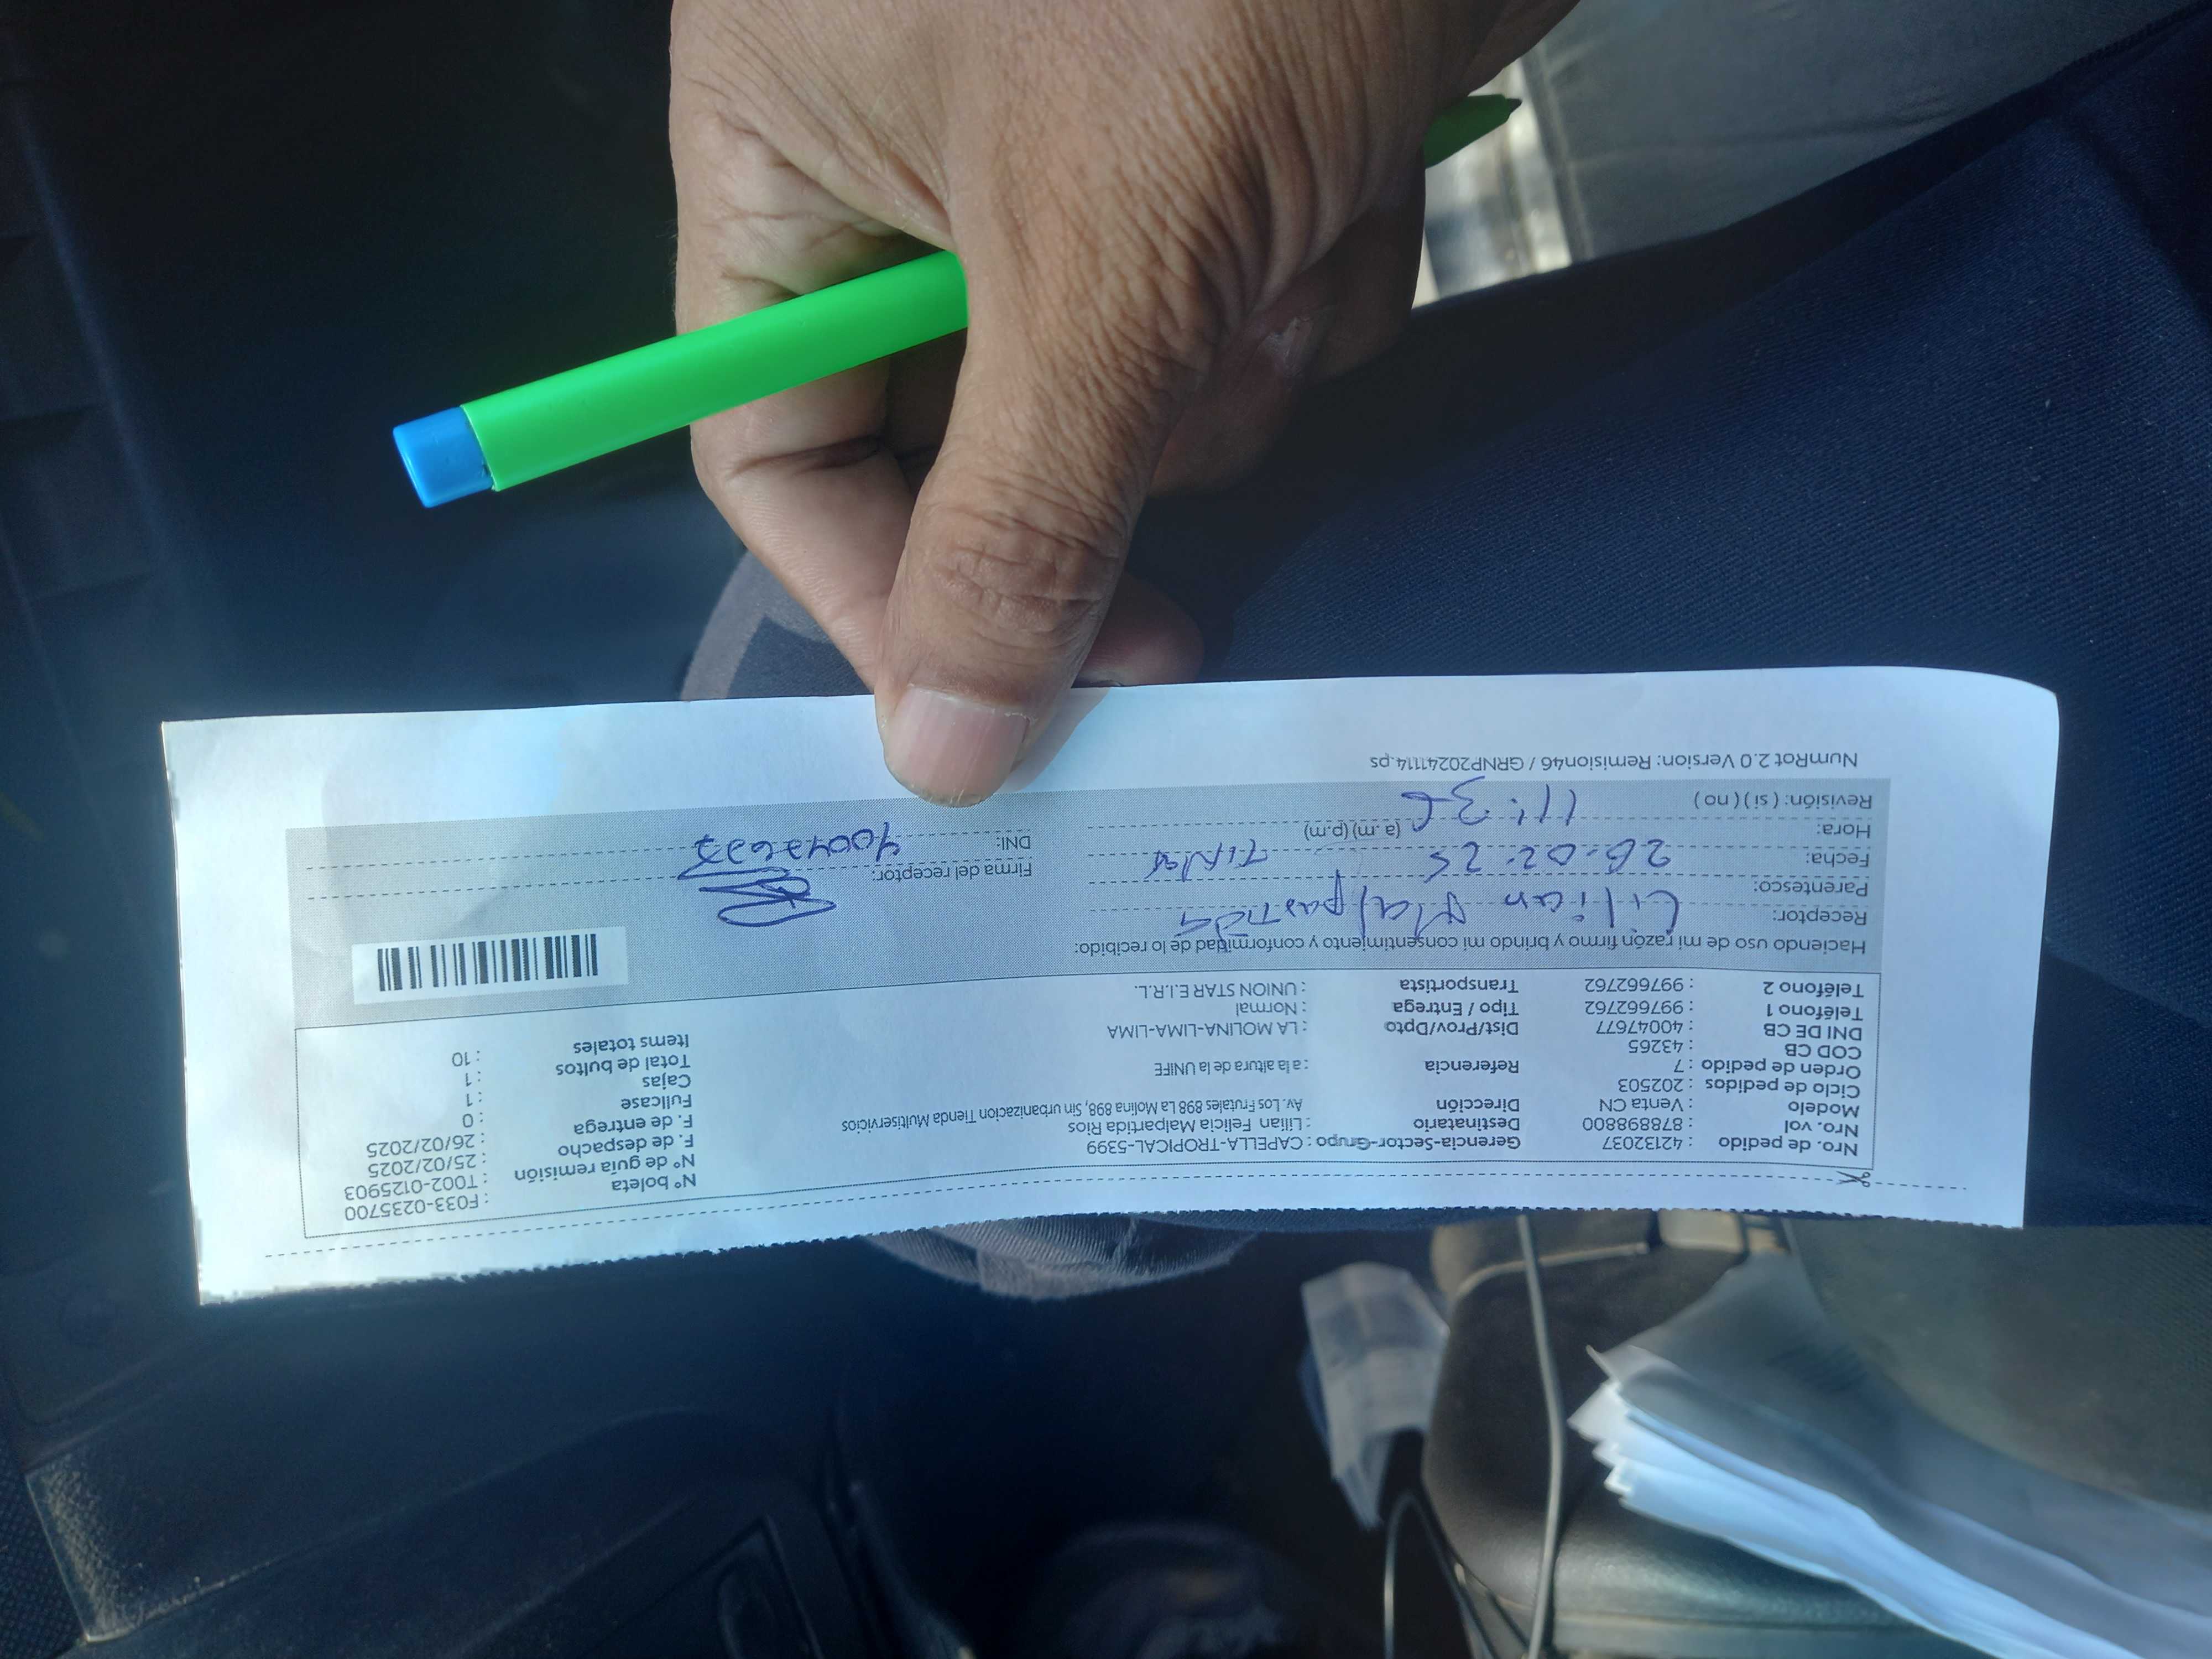 Nro. de pedido : 42132037
Nro. vol : 878898800
Modelo : Venta CN
Ciclo de pedidos : 202503
Orden de pedido : 7
COD CB : 43265
DNI DE CB : 40047677
Teléfono 1 : 997662762
Teléfono 2 : 997662762
Gerencia-Sector-Grupo : CAPELLA-TROPICAL-5399
Destinatario : Lilian Felicia Malpartida Rios
Dirección Av. Los Frutales 898 La Molina 898, Sin urbanizacion Tienda Multiservicios
Referencia : a la altura de la UNIFE
Dist/Prov/Dpto : LA MOLINA-LIMA-LIMA
Tipo / Entrega : Normal
Transportista : UNION STAR E.I.R.L.
N° boleta : F033-0235700
N° de guía remisión : T002-0125903
F. de despacho : 25/02/2025
F. de entrega : 26/02/2025
Fullcase : 0
Cajas : 1
Total de bultos : 1
Items totales : 10
Haciendo uso de mi razón firmo y brindo mi consentimiento y conformidad de lo recibido:
Receptor: Lilian Malpartida
Parentesco:
Fecha: 26-02-25
Hora: (a.m) (p.m)
Revisión: ( si ) ( no ) 11:36
Firma del receptor:
DNI: 40047677
NumRot 2.0 Version: Remision46 / GRNP20241114.ps